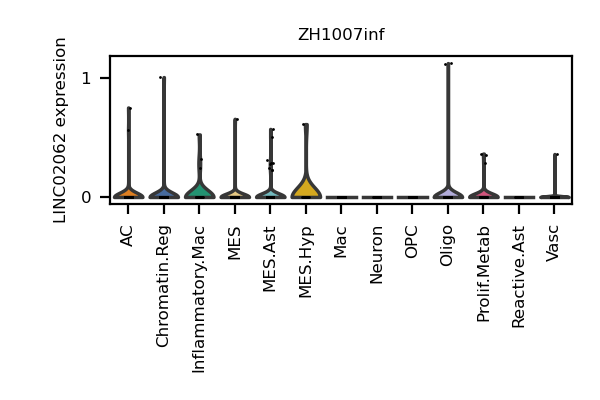 ZH1007inf
LINC02062 expression
1
0
AC
Chromatin.Reg
Inflammatory.Mac
MES
MES.Ast
MES.Hyp
Mac
Neuron
OPC
Oligo
Prolif.Metab
Reactive.Ast
Vasc